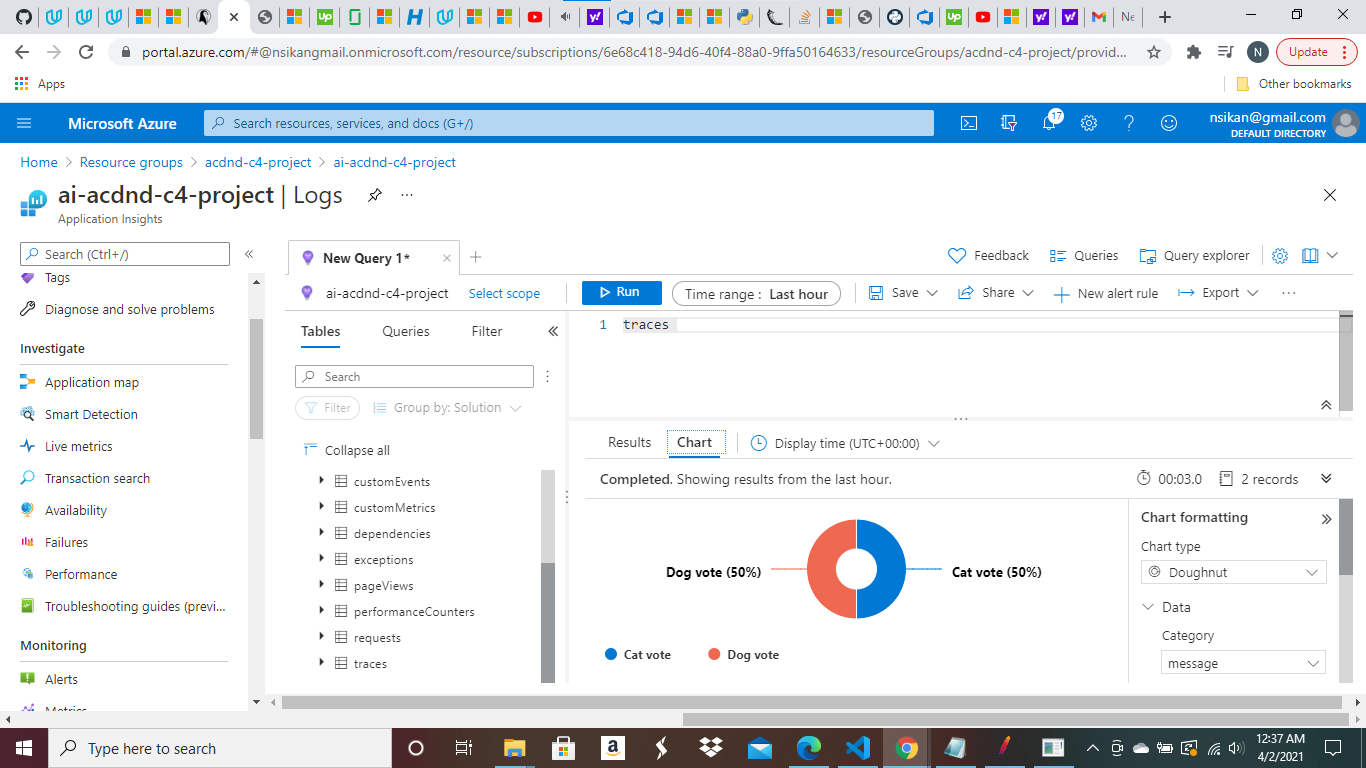 portal.azure.com/#@nsikangmail.onmicrosoft.com/resource/subscriptions/6e68c418-94d6-40f4-88a0-9ffa50164633/resourceGroups/acdnd-c4-project/provid...
N
Update
Apps
Other bookmarks
Microsoft Azure
Search resources, services, and docs (G+/)
17
nsikan@gmail.com
DEFAULT DIRECTORY
Home > Resource groups > acdnd-c4-project > ai-acdnd-c4-project
ai-acdnd-c4-project | Logs
Application Insights
Search (Ctrl+/)
Tags
Diagnose and solve problems
Investigate
Application map
Smart Detection
Live metrics
Transaction search
Availability
Failures
Performance
Troubleshooting guides (previ...
Monitoring
Alerts
Metrics
New Query 1*
Feedback
Queries
Query explorer
ai-acdnd-c4-project
Select scope
Run
Time range : Last hour
Save
Share
New alert rule
Export
Tables
Queries
Filter
Search
Filter
Group by: Solution
Collapse all
customEvents
customMetrics
dependencies
exceptions
pageViews
performanceCounters
requests
traces
1 traces
Results
Chart
Display time (UTC+00:00)
Completed. Showing results from the last hour.
00:03.0
2 records
Dog vote (50%)
Cat vote (50%)
Cat vote
Dog vote
Chart formatting
Chart type
Doughnut
Data
Category
message
Type here to search
12:37 AM
4/2/2021